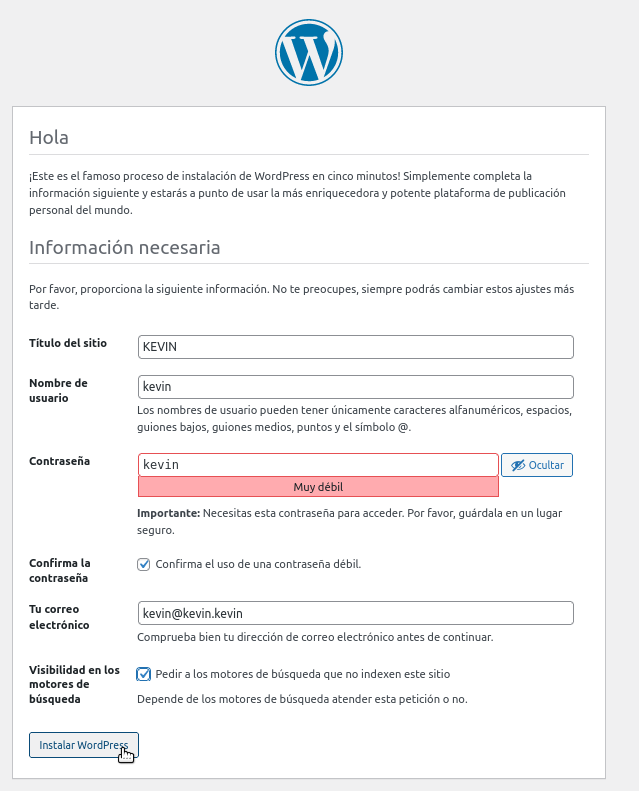 Hola
¡Este es el famoso proceso de instalación de WordPress en cinco minutos! Simplemente completa la
información siguiente y estarás a punto de usar la más enriquecedora y potente plataforma de publicación
personal del mundo.
Información necesaria
Por favor, proporciona la siguiente información. No te preocupes, siempre podrás cambiar estos ajustes más
tarde.
Título del sitio
KEVIN
Nombre de
usuario
kevin
Los nombres de usuario pueden tener únicamente caracteres alfanuméricos, espacios,
guiones bajos, guiones medios, puntos y el símbolo @.
Contraseña
kevin
Ocultar
Muy débil
Importante: Necesitas esta contraseña para acceder. Por favor, guárdala en un lugar
seguro.
Confirma la
contraseña
Confirma el uso de una contraseña débil.
Tu correo
electrónico
kevin@kevin.kevin
Comprueba bien tu dirección de correo electrónico antes de continuar.
Visibilidad en los
motores de
búsqueda
Pedir a los motores de búsqueda que no indexen este sitio
Depende de los motores de búsqueda atender esta petición o no.
Instalar WordPress